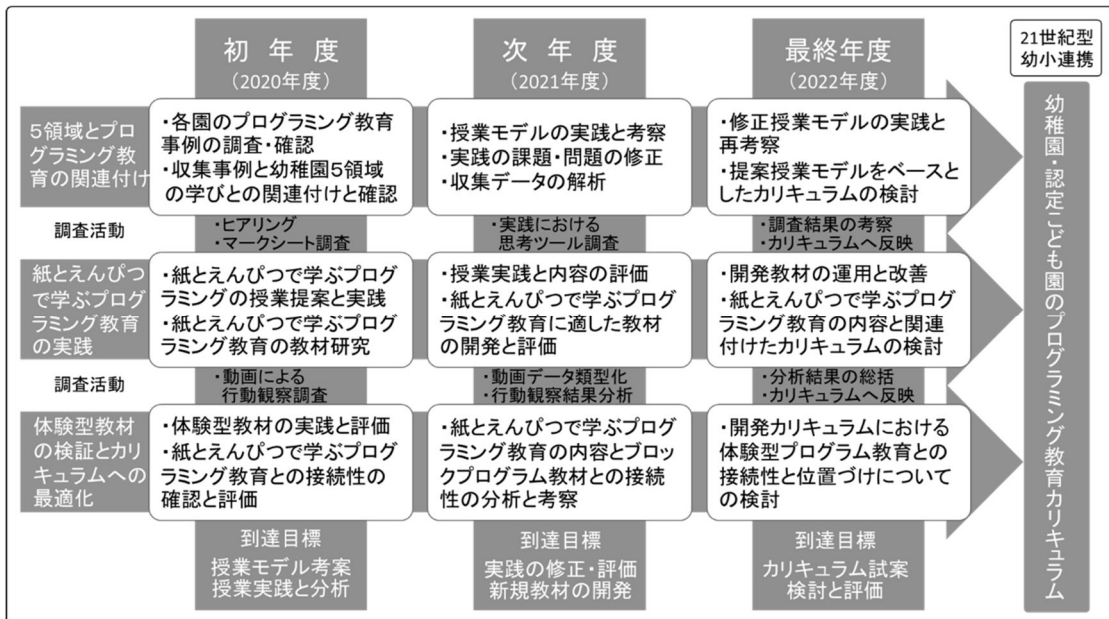 初年度
(2020年度)
次年度
(2021年度)
最終年度
(2022年度)
21世紀型
幼小連携
5領域とプロ
グラミング教
育の関連付け
・各園のプログラミング教育
事例の調査・確認
・収集事例と幼稚園5領域
の学びとの関連付けと確認
・授業モデルの実践と考察
・実践の課題・問題の修正
・収集データの解析
・修正授業モデルの実践と
再考察
・提案授業モデルをベースと
したカリキュラムの検討
調査活動
・ヒアリング
・マークシート調査
・実践における
思考ツール調査
・調査結果の考察
・カリキュラムへ反映
紙とえんぴつ
で学ぶプログ
ラミング教育
の実践
・紙とえんぴつで学ぶプログ
ラミングの授業提案と実践
・紙とえんぴつで学ぶプログ
ラミング教育の教材研究
・授業実践と内容の評価
・紙とえんぴつで学ぶプログ
ラミング教育に適した教材
の開発と評価
・開発教材の運用と改善
・紙とえんぴつで学ぶプログ
ラミング教育の内容と関連
付けたカリキュラムの検討
調査活動
・動画による
行動観察調査
・動画データ類型化
・行動観察結果分析
・分析結果の総括
・カリキュラムへ反映
体験型教材
の検証とカリ
キュラムへの
最適化
・体験型教材の実践と評価
・紙とえんぴつで学ぶプログ
ラミング教育との接続性の
確認と評価
・紙とえんぴつで学ぶプログ
ラミング教育の内容とブロッ
クプログラム教材との接続
性の分析と考察
・開発カリキュラムにおける
体験型プログラム教育との
接続性と位置づけについて
の検討
到達目標
授業モデル考案
授業実践と分析
到達目標
実践の修正・評価
新規教材の開発
到達目標
カリキュラム試案
検討と評価
幼稚園・認定こども園のプログラミング教育カリキュラム